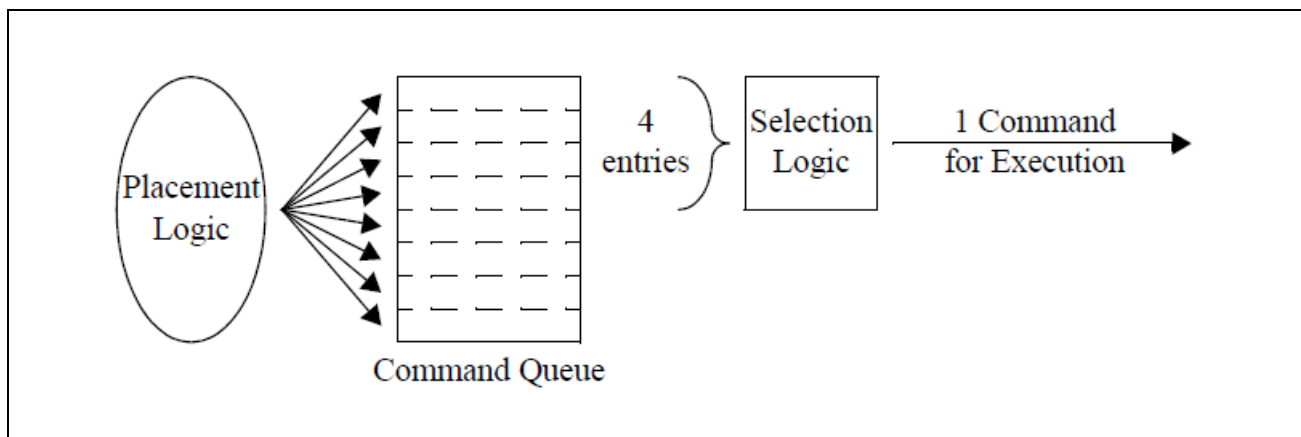 Placement
Logic
Command Queue
4
entries
Selection
Logic
1 Command
for Execution